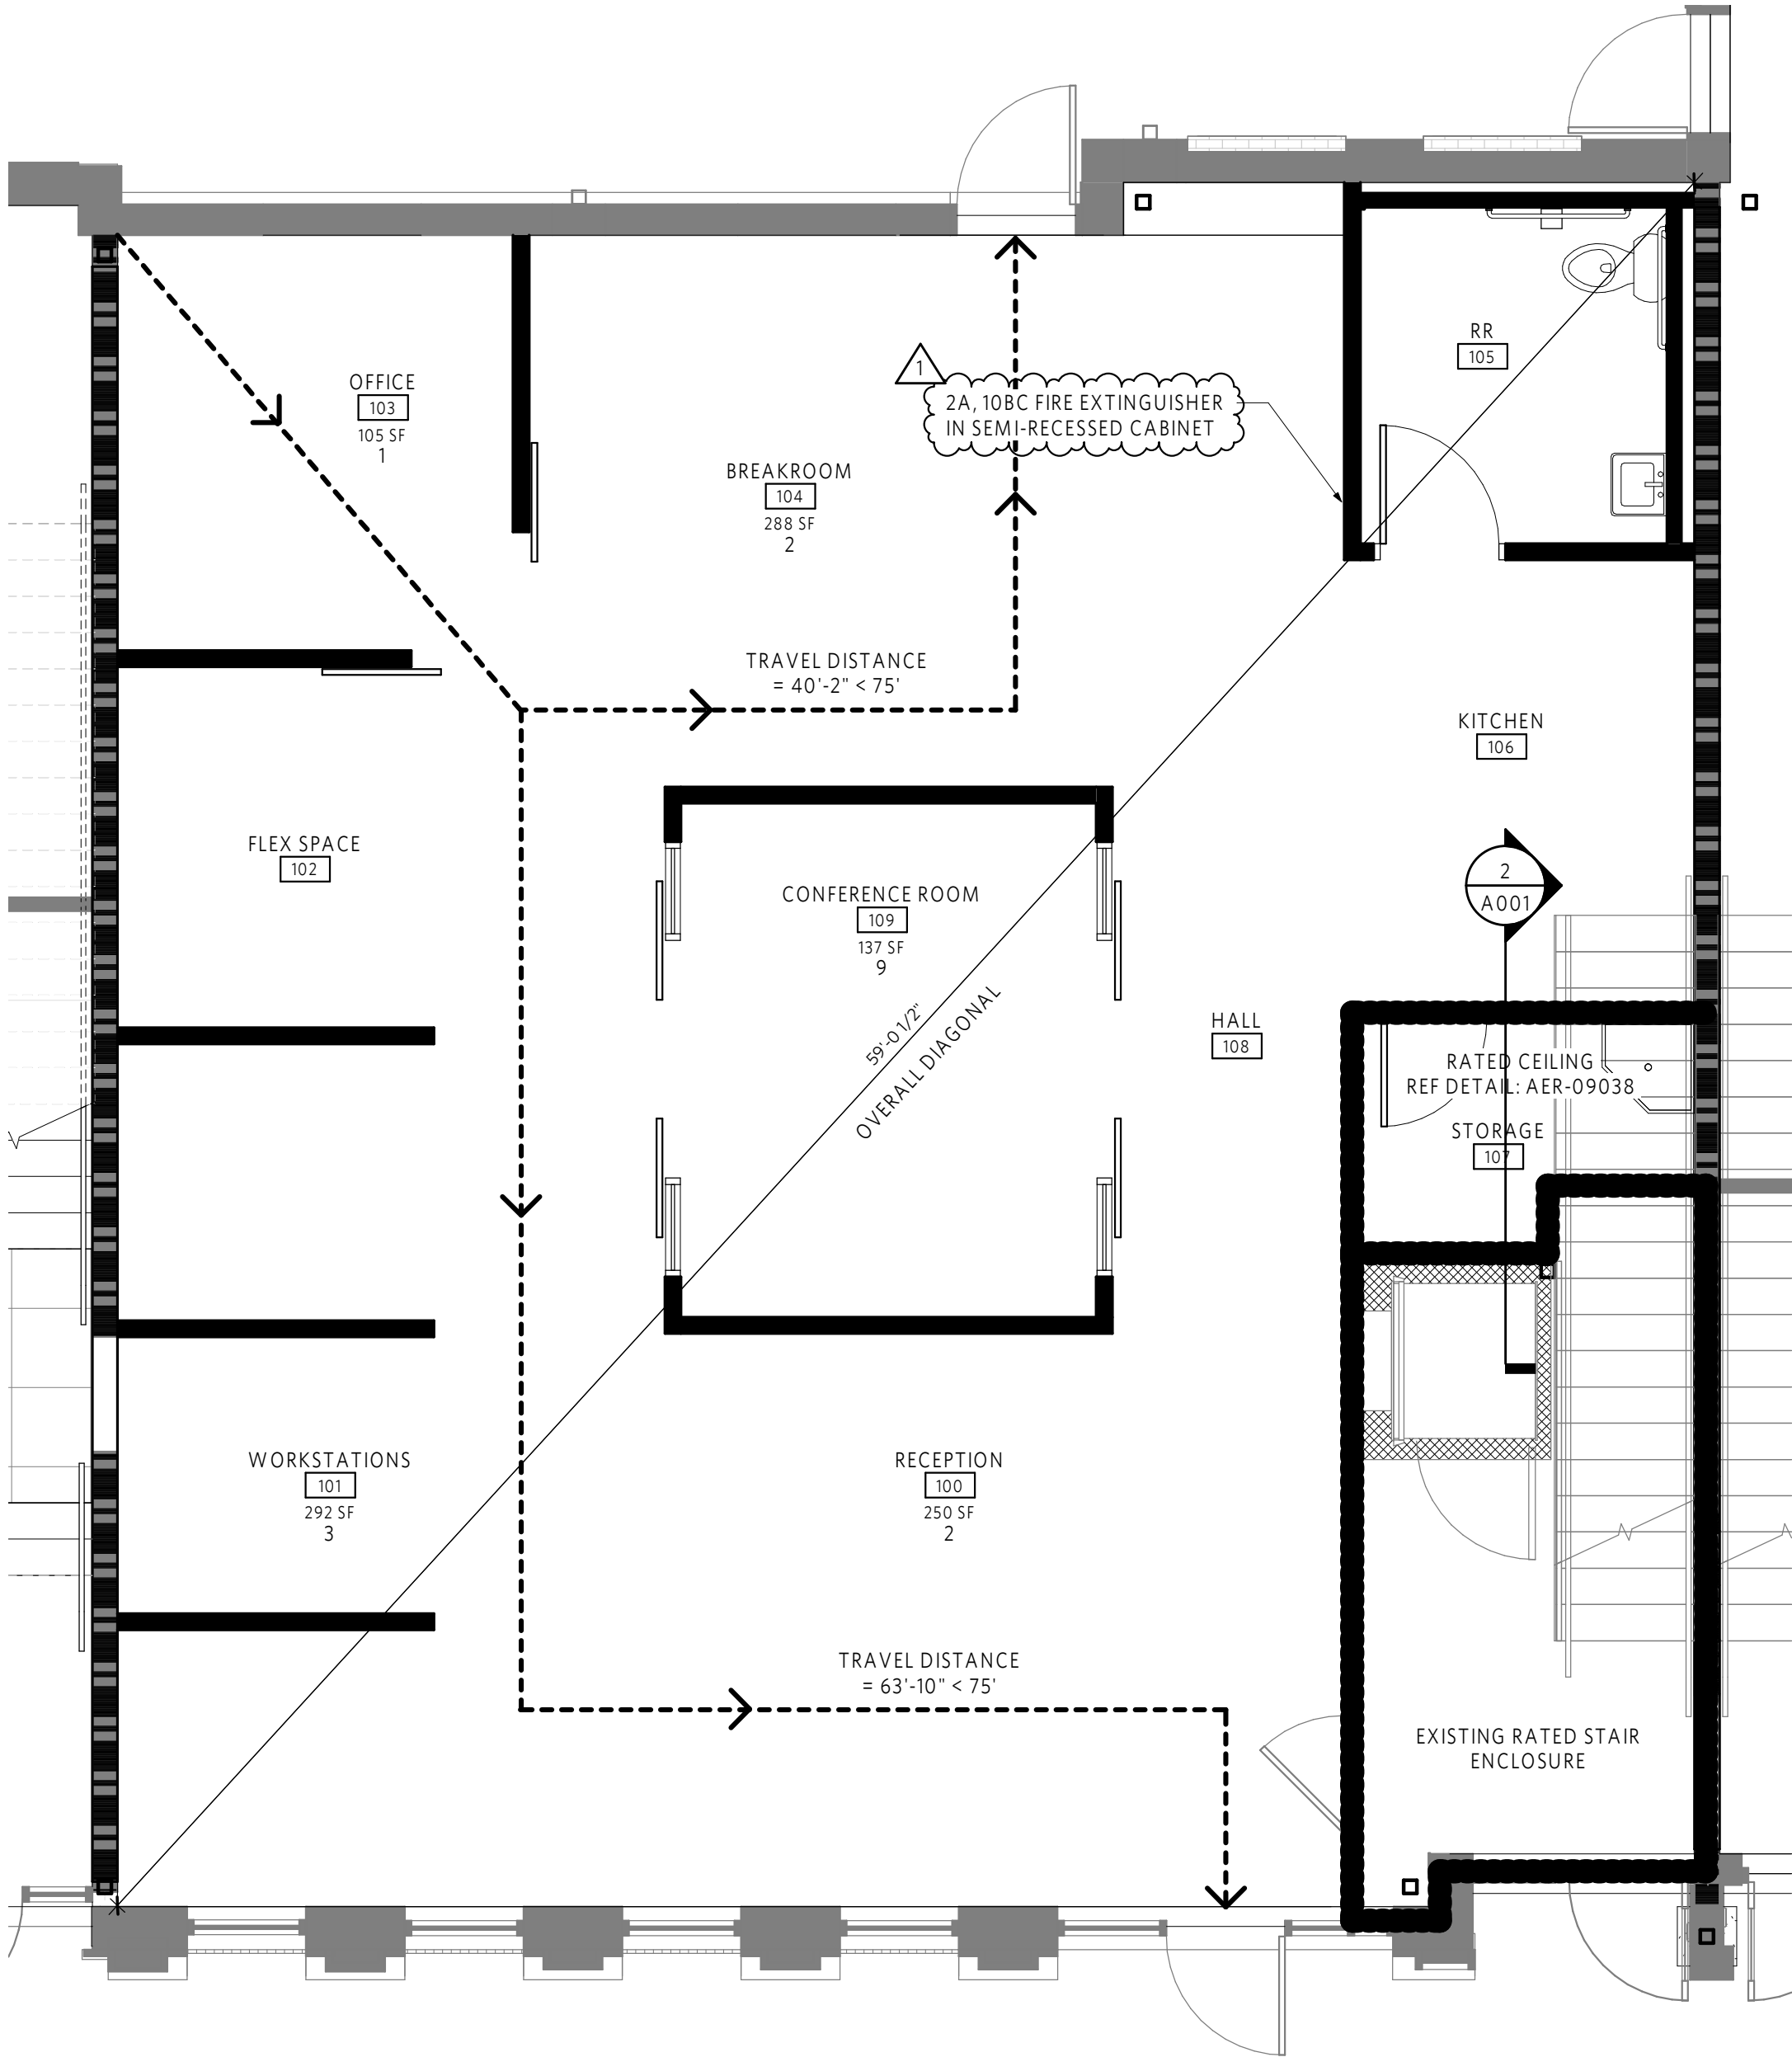 RR
105
1
2A, 10BC FIRE EXTINGUISHER
IN SEMI-RECESSED CABINET
OFFICE
103
105 SF
1
BREAKROOM
104
288 SF
2
TRAVEL DISTANCE
= 40'-2" < 75'
KITCHEN
106
FLEX SPACE
102
2
A001
CONFERENCE ROOM
109
137 SF
9
59'-0 1/2"
OVERALL DIAGONAL
HALL
108
RATED CEILING
REF DETAIL: AER-09038
STORAGE
107
WORKSTATIONS
101
292 SF
3
RECEPTION
100
250 SF
2
TRAVEL DISTANCE
= 63'-10" < 75'
EXISTING RATED STAIR
ENCLOSURE